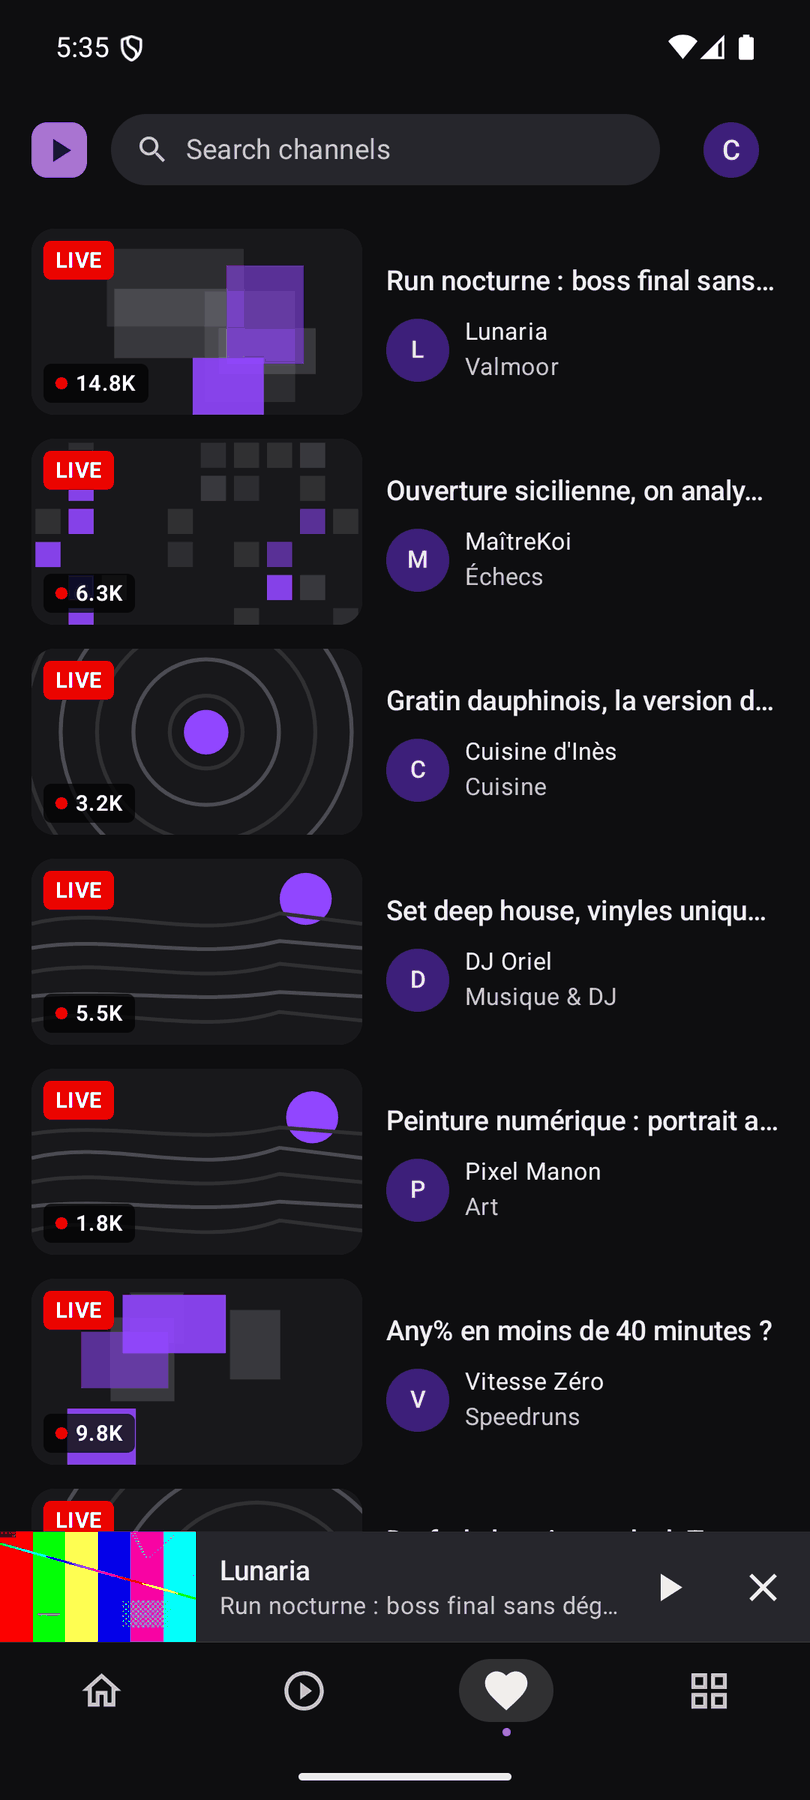 5:35
Search channels
C
LIVE
14.8K
Run nocturne : boss final sans...
L
Lunaria
Valmoor
LIVE
6.3K
Ouverture sicilienne, on analy...
M
MaîtreKoi
Échecs
LIVE
3.2K
Gratin dauphinois, la version d...
C
Cuisine d'Inès
Cuisine
LIVE
5.5K
Set deep house, vinyles uniqu...
D
DJ Oriel
Musique & DJ
LIVE
1.8K
Peinture numérique : portrait a...
P
Pixel Manon
Art
LIVE
9.8K
Any% en moins de 40 minutes ?
V
Vitesse Zéro
Speedruns
LIVE
Lunaria
Run nocturne : boss final sans dég...